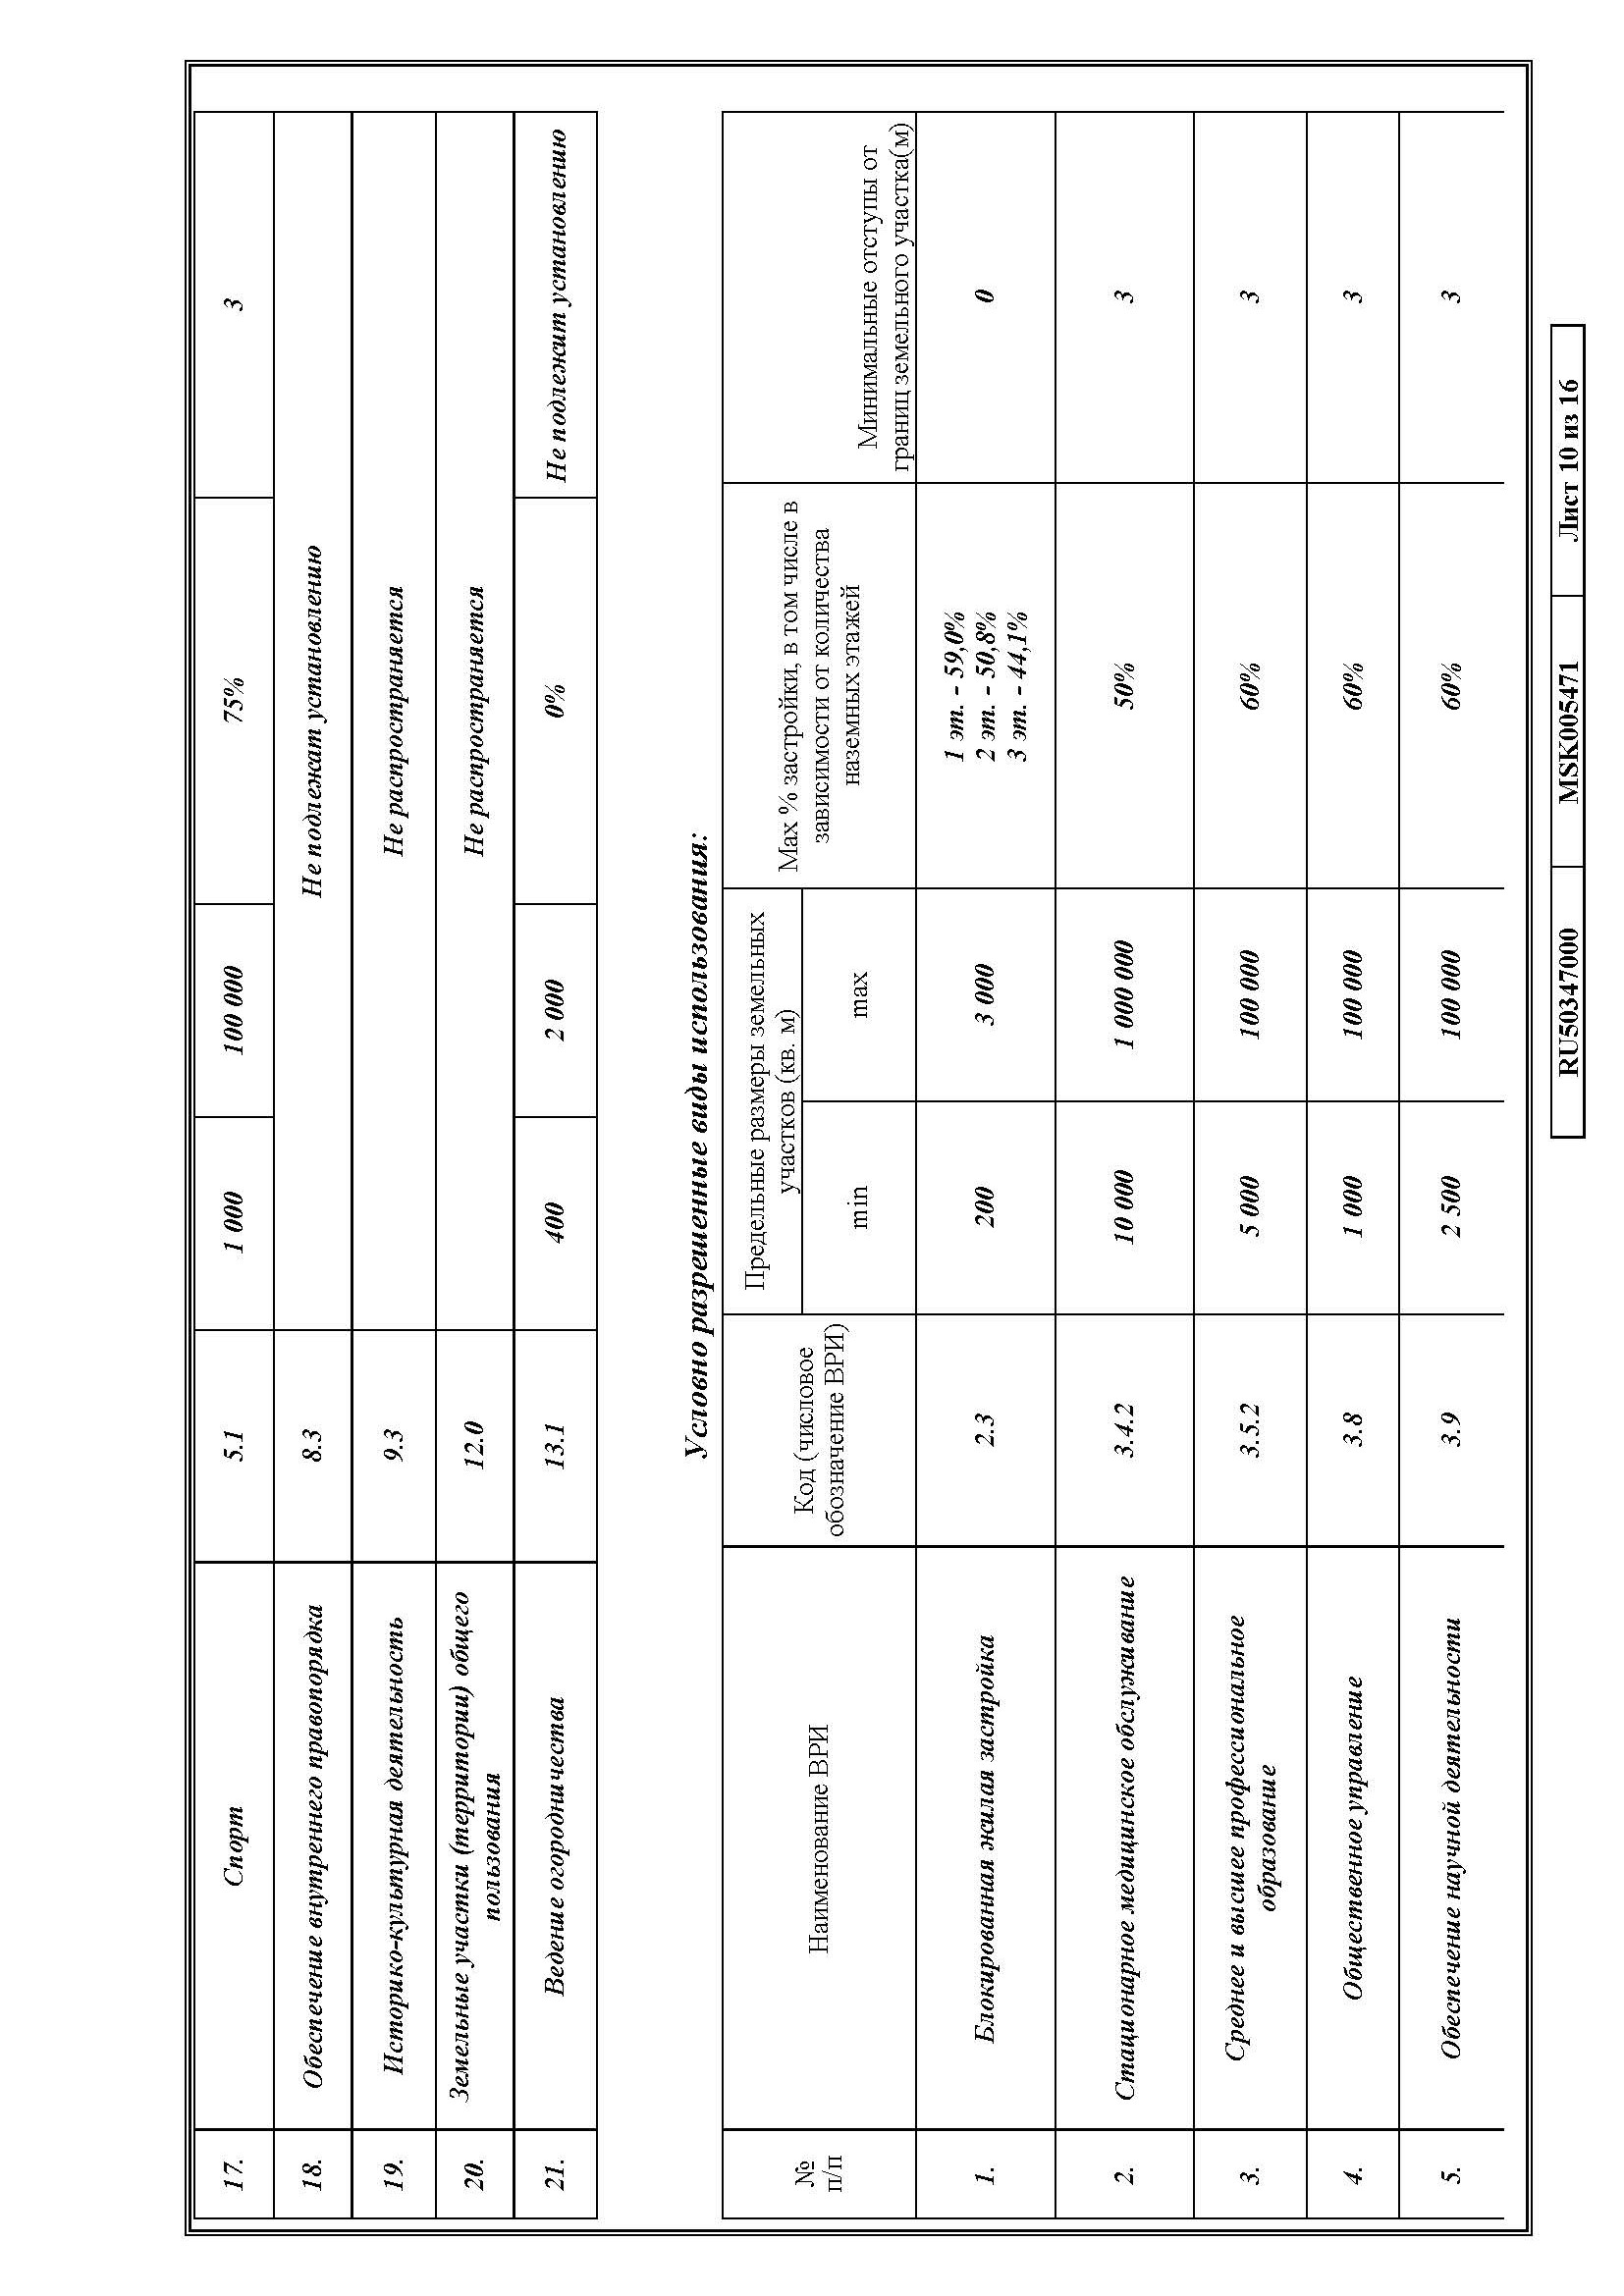 17. Спорт 5.1 1 000 100 000 75% 3
18. Обеспечение внутреннего правопорядка 8.3 Не подлежат установлению
19. Историко-культурная деятельность 9.3 Не распространяется
20. Земельные участки (территории) общего
пользования 12.0 Не распространяется
21. Ведение огородничества 13.1 400 2 000 0% Не подлежит установлению
Условно разрешенные виды использования:
№
п/п
Наименование ВРИ
Код (числовое
обозначение ВРИ)
Предельные размеры земельных
участков (кв. м)
min
max
Max % застройки, в том числе в
зависимости от количества
наземных этажей
Минимальные отступы от
границ земельного участка(м)
1. Блокированная жилая застройка 2.3 200 3 000
1 эт. - 59,0%
2 эт. - 50,8%
3 эт. - 44,1%
0
2. Стационарное медицинское обслуживание 3.4.2 10 000 1 000 000 50% 3
3. Среднее и высшее профессиональное
образование 3.5.2 5 000 100 000 60% 3
4. Общественное управление 3.8 1 000 100 000 60% 3
5. Обеспечение научной деятельности 3.9 2 500 100 000 60% 3
RU50347000 MSK005471 Лист 10 из 16